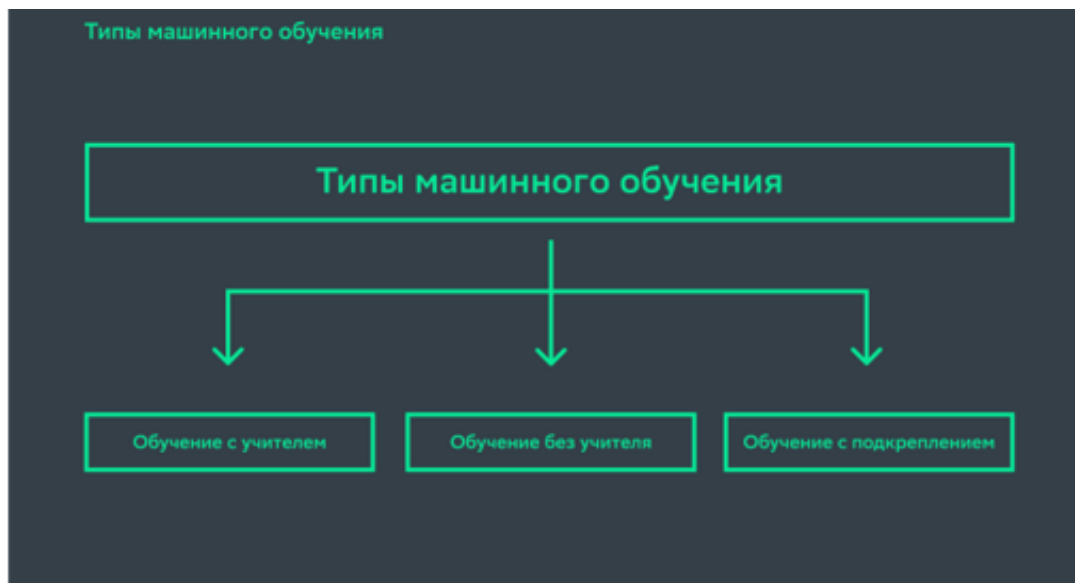 Типы машинного обучения
Типы машинного обучения
Обучение с учителем
Обучение без учителя
Обучение с подкреплением